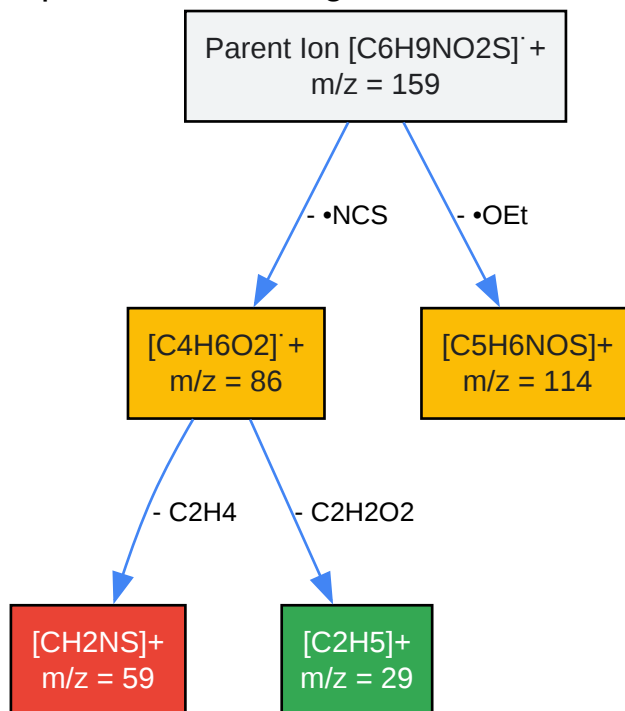 Parent Ion [C6H9NO2S]˙+
m/z = 159
- •NCS
- •OEt
[C4H6O2]˙+
m/z = 86
[C5H6NOS]+
m/z = 114
- C2H4
- C2H2O2
[CH2NS]+
m/z = 59
[C2H5]+
m/z = 29